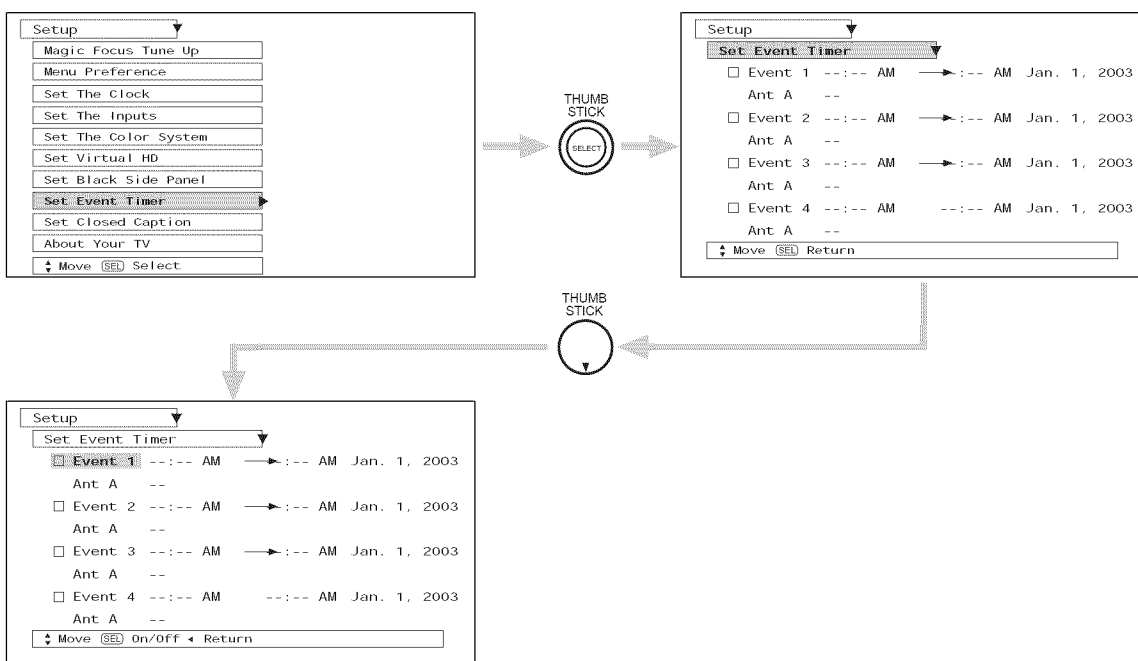 Setup
Magic Focus Tune Up
Menu Preference
Set The Clock
Set The Inputs
Set The Color System
Set Virtual HD
Set Black Side Panel
Set Event Timer
Set Closed Caption
About Your TV
Move SEL Select
THUMB
STICK
SELECT
Setup
Set Event Timer
Event 1 --:-- AM :-- AM Jan. 1, 2003
Ant A --
Event 2 --:-- AM :-- AM Jan. 1, 2003
Ant A --
Event 3 --:-- AM :-- AM Jan. 1, 2003
Ant A --
Event 4 --:-- AM --:-- AM Jan. 1, 2003
Ant A --
Move SEL Return
THUMB
STICK
Setup
Set Event Timer
Event 1 --:-- AM :-- AM Jan. 1, 2003
Ant A --
Event 2 --:-- AM :-- AM Jan. 1, 2003
Ant A --
Event 3 --:-- AM :-- AM Jan. 1, 2003
Ant A --
Event 4 --:-- AM --:-- AM Jan. 1, 2003
Ant A --
Move SEL On/Off Return